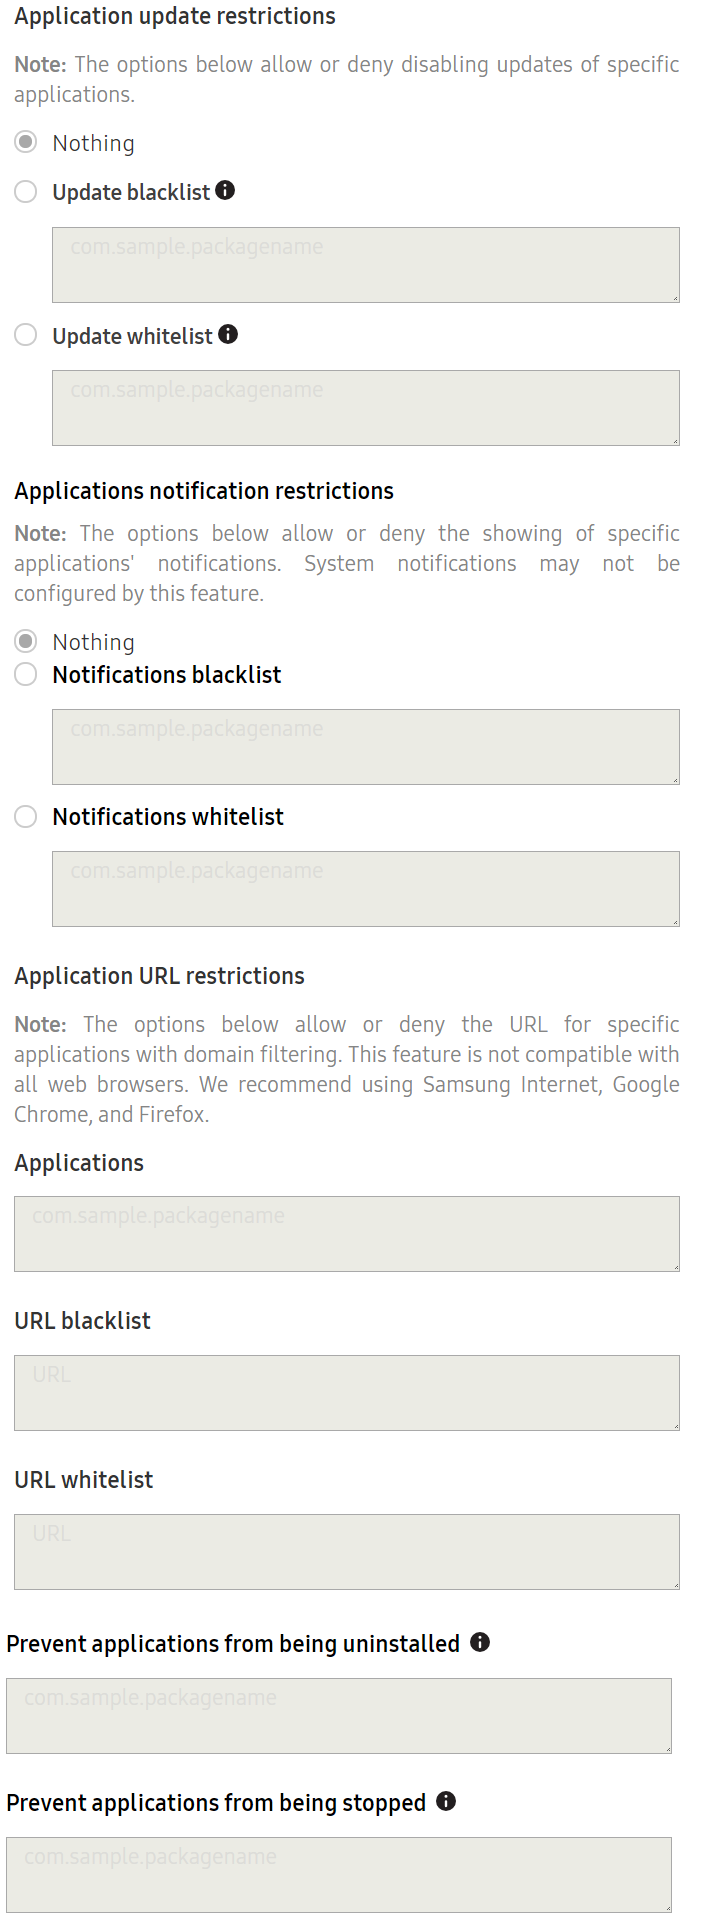 Application update restrictions
Note: The options below allow or deny disabling updates of specific
applications.
Nothing
Update blacklist
com.sample.packagename
Update whitelist
com.sample.packagename
Applications notification restrictions
Note: The options below allow or deny the showing of specific
applications' notifications. System notifications may not be
configured by this feature.
Nothing
Notifications blacklist
com.sample.packagename
Notifications whitelist
com.sample.packagename
Application URL restrictions
Note: The options below allow or deny the URL for specific
applications with domain filtering. This feature is not compatible with
all web browsers. We recommend using Samsung Internet, Google
Chrome, and Firefox.
Applications
com.sample.packagename
URL blacklist
URL
URL whitelist
URL
Prevent applications from being uninstalled
com.sample.packagename
Prevent applications from being stopped
com.sample.packagename